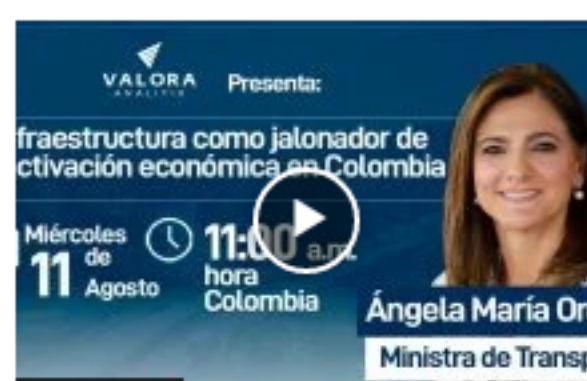 VALORA
ANALITIK
Presenta:
fraestructura como jalonador de
ctivación económica en Colombia
Miércoles
11
de
Agosto
11:00 a.m.
hora
Colombia
Ángela María Or
Ministra de Transp